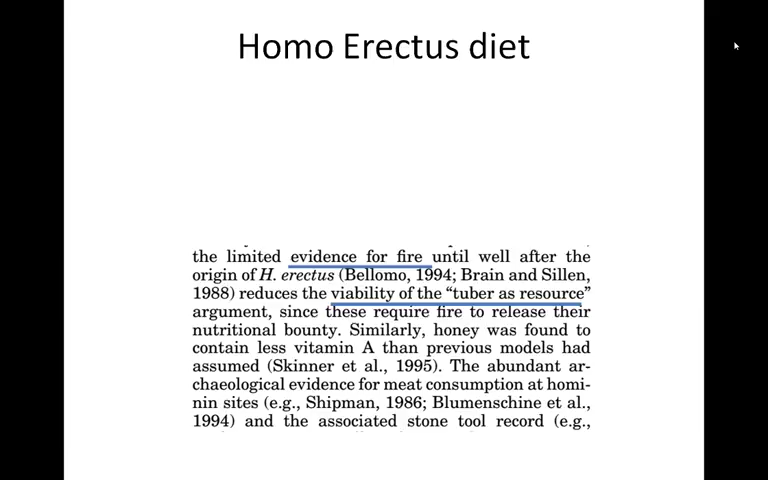 Homo Erectus diet
the limited evidence for fire until well after the
origin of H. erectus (Bellomo, 1994; Brain and Sillen,
1988) reduces the viability of the “tuber as resource”
argument, since these require fire to release their
nutritional bounty. Similarly, honey was found to
contain less vitamin A than previous models had
assumed (Skinner et al., 1995). The abundant ar-
chaeological evidence for meat consumption at homi-
nin sites (e.g., Shipman, 1986; Blumenschine et al.,
1994) and the associated stone tool record (e.g.,